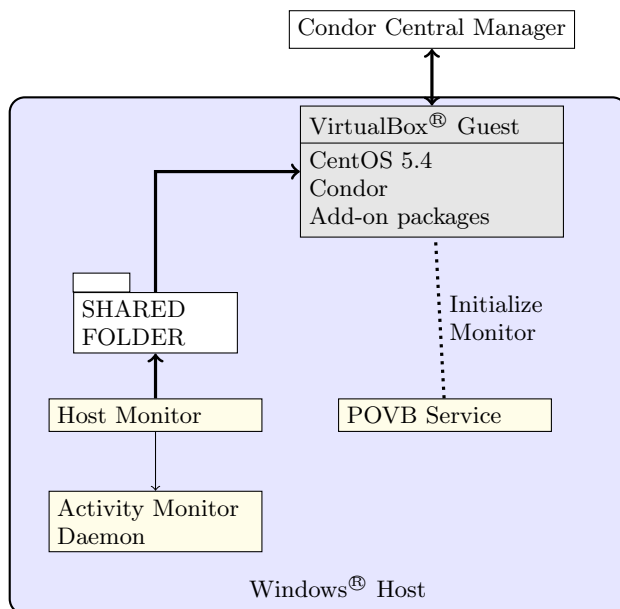 Condor Central Manager
VirtualBox® Guest
CentOS 5.4
Condor
Add-on packages
SHARED
FOLDER
Initialize
Monitor
Host Monitor
POVB Service
Activity Monitor
Daemon
Windows® Host